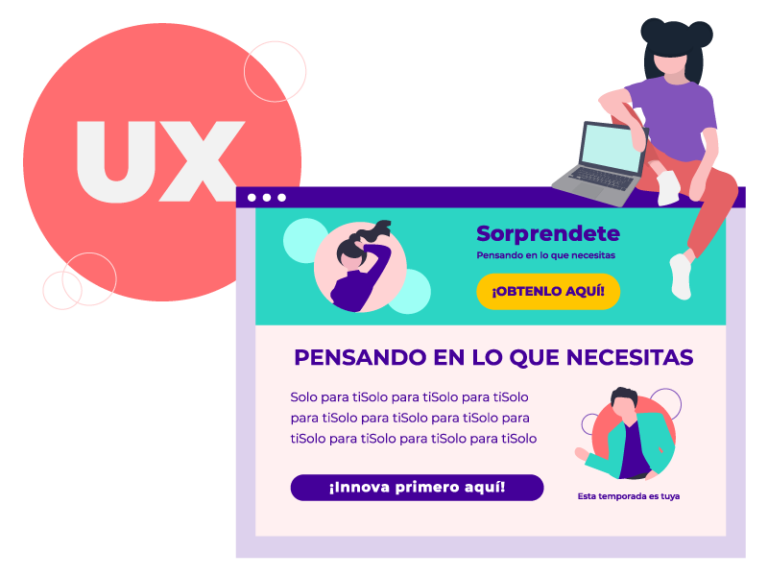 UX
Sorprendete
Pensando en lo que necesitas
¡OBTENLO AQUÍ!
PENSANDO EN LO QUE NECESITAS
Solo para tiSolo para tiSolo para tiSolo
para tiSolo para tiSolo para tiSolo para
tiSolo para tiSolo para tiSolo para tiSolo
¡Innova primero aquí!
Esta temporada es tuya